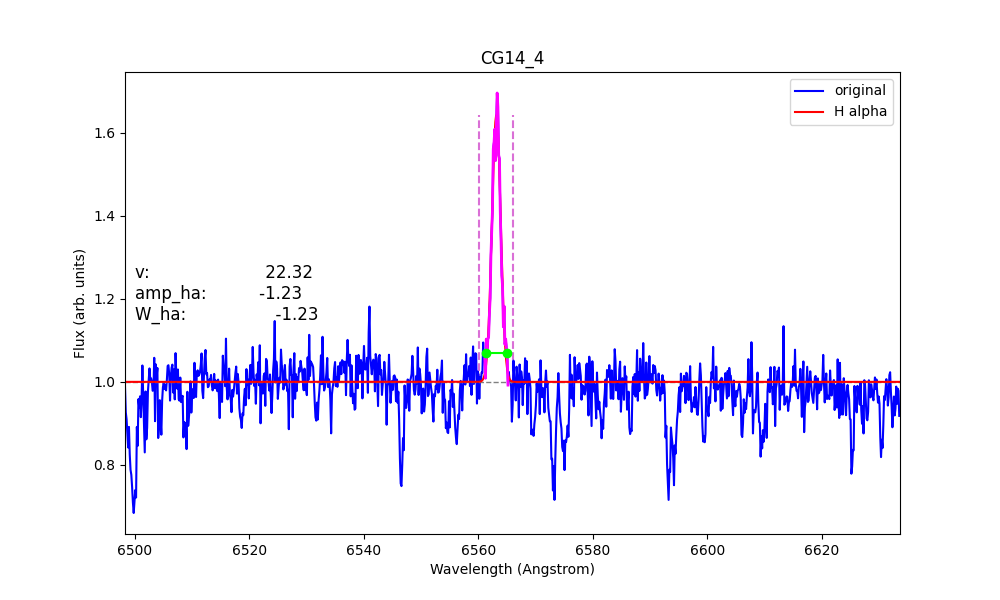 CG14_4
original
H alpha
v: 22.32
amp_ha: -1.23
W_ha: -1.23
Flux (arb. units)
1.6
1.4
1.2
1.0
0.8
6500 6520 6540 6560 6580 6600 6620
Wavelength (Angstrom)